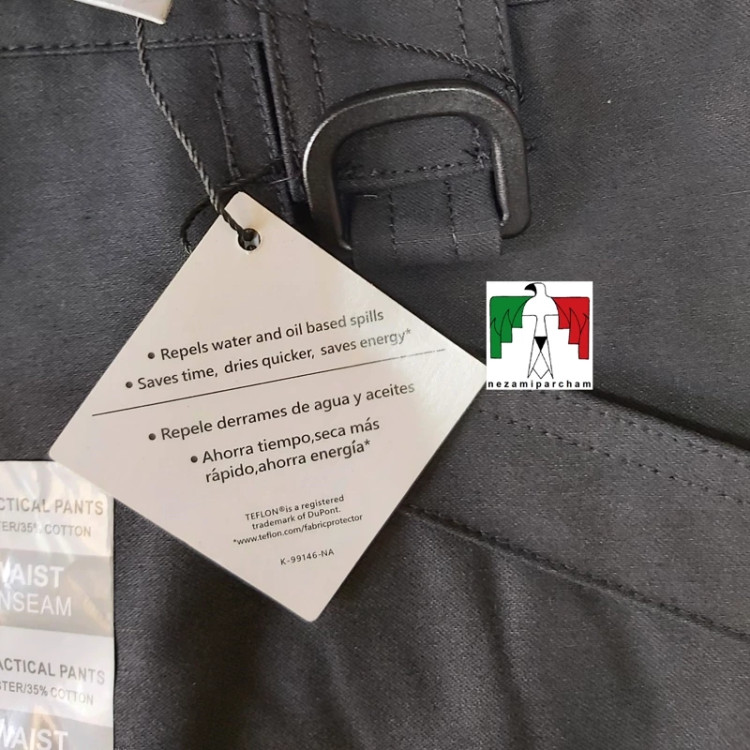 • Repels water and oil based spills
• Saves time, dries quicker, saves energy*
• Repele derrames de agua y aceites
• Ahorra tiempo,seca más
rápido,ahorra energía*
TEFLON®is a registered
trademark of DuPont.
*www.teflon.com/fabricprotector
K-99146-NA
nezamiparcham
CTICAL PANTS
TER/35% COTTON
WAIST
NSEAM
ACTICAL PANTS
STER/35% COTTON
WAIST